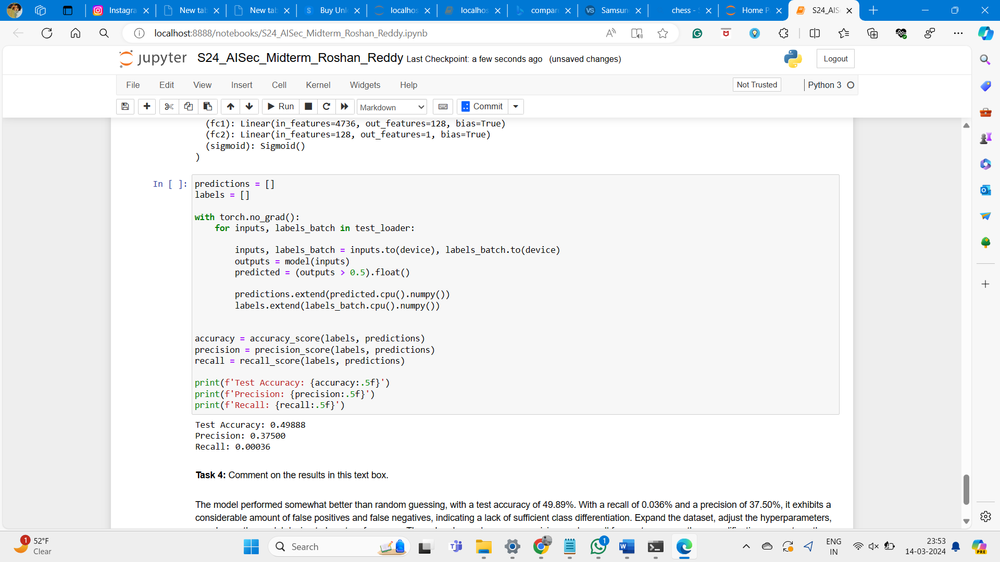 Instagra
New tab
New tab
Buy Unl
localhos
localhos
compar
VS Samsun
chess - S
Home P
S24_AIS
localhost:8888/notebooks/S24_AISec_Midterm_Roshan_Reddy.ipynb
jupyter S24_AISec_Midterm_Roshan_Reddy Last Checkpoint: a few seconds ago (unsaved changes)
Logout
File Edit View Insert Cell Kernel Widgets Help
Not Trusted
Python 3
Run
Markdown
Commit
(fc1): Linear(in_features=4736, out_features=128, bias=True)
(fc2): Linear(in_features=128, out_features=1, bias=True)
(sigmoid): Sigmoid()
)
In [ ]: predictions = []
labels = []
with torch.no_grad():
for inputs, labels_batch in test_loader:
inputs, labels_batch = inputs.to(device), labels_batch.to(device)
outputs = model(inputs)
predicted = (outputs > 0.5).float()
predictions.extend(predicted.cpu().numpy())
labels.extend(labels_batch.cpu().numpy())
accuracy = accuracy_score(labels, predictions)
precision = precision_score(labels, predictions)
recall = recall_score(labels, predictions)
print(f'Test Accuracy: {accuracy:.5f}')
print(f'Precision: {precision:.5f}')
print(f'Recall: {recall:.5f}')
Test Accuracy: 0.49888
Precision: 0.37500
Recall: 0.00036
Task 4: Comment on the results in this text box.
The model performed somewhat better than random guessing, with a test accuracy of 49.89%. With a recall of 0.036% and a precision of 37.50%, it exhibits a
considerable amount of false positives and false negatives, indicating a lack of sufficient class differentiation. Expand the dataset, adjust the hyperparameters,
1
52°F
Clear
Search
1
ENG
IN
23:53
14-03-2024
PRE